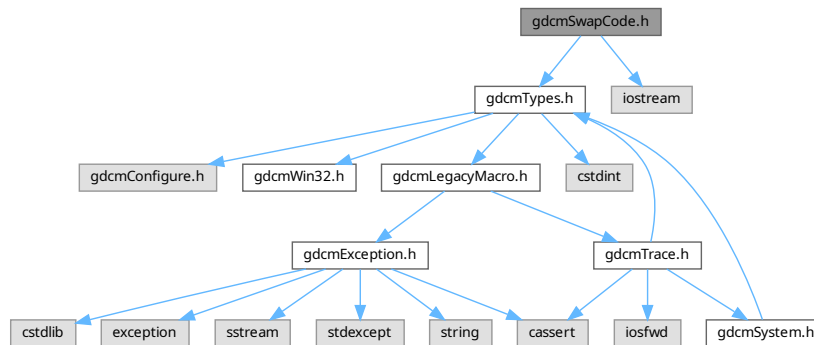 gdcmSwapCode.h
gdcmTypes.h
iostream
gdcmConfigure.h
gdcmWin32.h
gdcmLegacyMacro.h
cstdint
gdcmException.h
gdcmTrace.h
cstdlib
exception
sstream
stdexcept
string
cassert
iosfwd
gdcmSystem.h